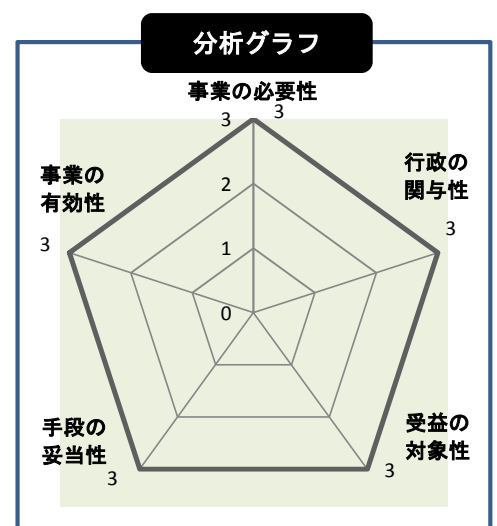 分析グラフ
事業の必要性
3
3
2
1
0
行政の
関与性
3
受益の
対象性
3
手段の
妥当性
3
事業の
有効性
3